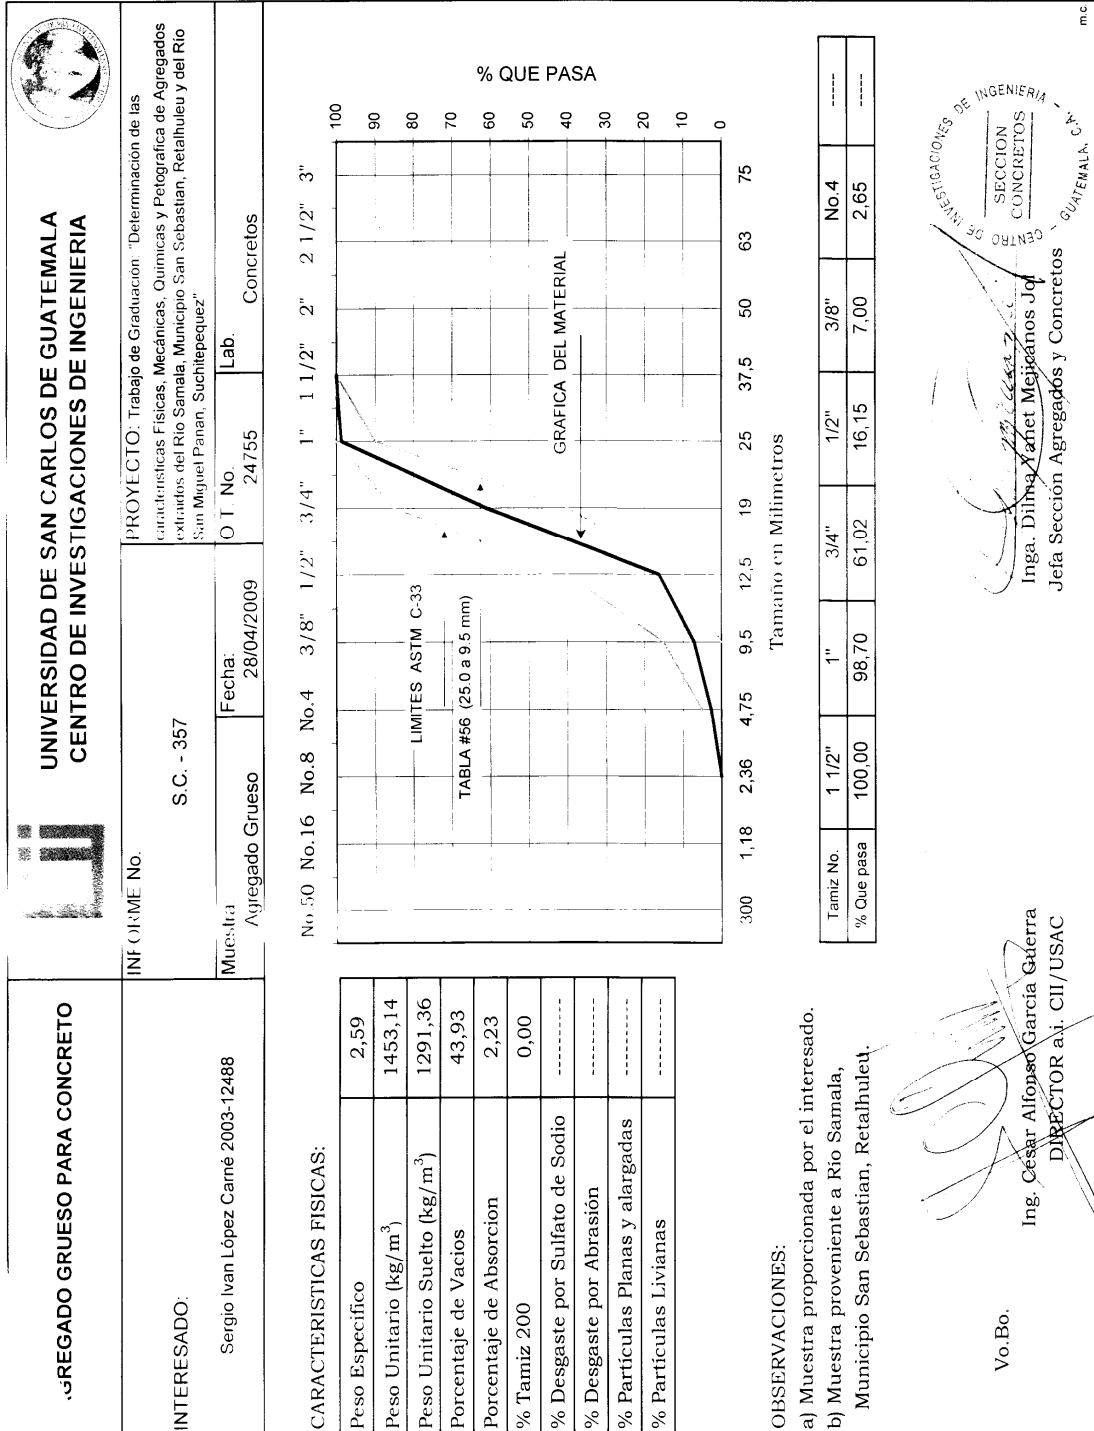 UNIVERSIDAD DE SAN CARLOS DE GUATEMALA
CENTRO DE INVESTIGACIONES DE INGENIERIA
.GREGADO GRUESO PARA CONCRETO
INTERESADO:
Sergio Ivan López Carné 2003-12488
INFORME No.
S.C. - 357
PROYECTO: Trabajo de Graduación: "Determinación de las
características Físicas, Mecánicas, Químicas y Petografica de Agregados
extraidos del Río Samala, Municipio San Sebastian, Retalhuleu y del Río
San Miguel Panan, Suchitepequez"
Muestra
Agregado Grueso
Fecha:
28/04/2009
O T. No.
24755
Lab.
Concretos
CARACTERISTICAS FISICAS:
Peso Especifico 2,59
Peso Unitario (kg/m³) 1453,14
Peso Unitario Suelto (kg/m³) 1291,36
Porcentaje de Vacios 43,93
Porcentaje de Absorcion 2,23
% Tamiz 200 0,00
% Desgaste por Sulfato de Sodio ----------
% Desgaste por Abrasión ----------
% Partículas Planas y alargadas ----------
% Partículas Livianas ----------
No.50 No.16 No.8 No.4 3/8" 1/2" 3/4" 1" 1 1/2" 2" 2 1/2" 3"
100
90
80
70
60
50
40
30
20
10
0
% QUE PASA
LIMITES ASTM C-33
TABLA #56 (25.0 a 9.5 mm)
GRAFICA DEL MATERIAL
300 1,18 2,36 4,75 9,5 12,5 19 25 37,5 50 63 75
Tamaño en Milimetros
Tamiz No. 1 1/2" 1" 3/4" 1/2" 3/8" No.4 -----
% Que pasa 100,00 98,70 61,02 16,15 7,00 2,65 -----
OBSERVACIONES:
a) Muestra proporcionada por el interesado.
b) Muestra proveniente a Rio Samala,
Municipio San Sebastian, Retalhuleu.
Vo.Bo.
Ing. Cesar Alfonso García Guerra
DIRECTOR a.i. CII/USAC
Inga. Dilma Yanet Mejicanos Jol
Jefa Sección Agregados y Concretos
CENTRO DE INVESTIGACIONES DE INGENIERIA - GUATEMALA, C.A. -
SECCION
CONCRETOS
m.c.